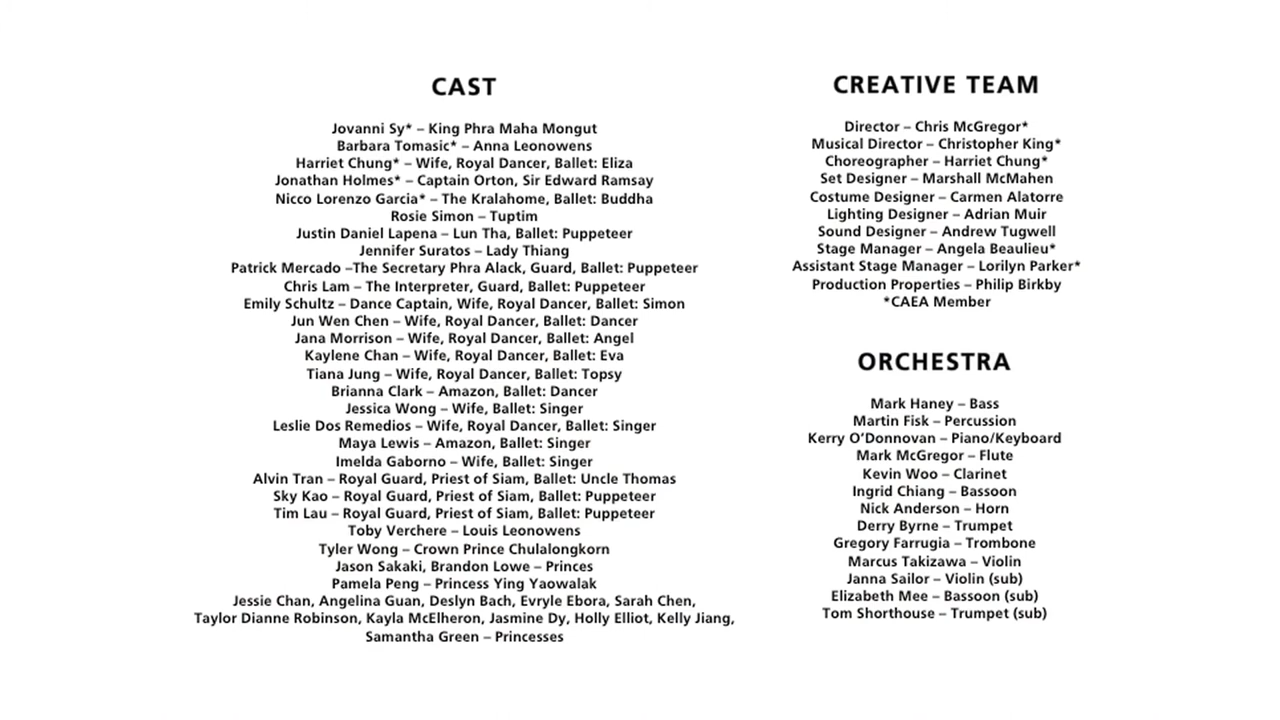 CAST
Jovanni Sy* – King Phra Maha Mongut
Barbara Tomasic* – Anna Leonowens
Harriet Chung* – Wife, Royal Dancer, Ballet: Eliza
Jonathan Holmes* – Captain Orton, Sir Edward Ramsay
Nicco Lorenzo Garcia* – The Kralahome, Ballet: Buddha
Rosie Simon – Tuptim
Justin Daniel Lapena – Lun Tha, Ballet: Puppeteer
Jennifer Suratos – Lady Thiang
Patrick Mercado –The Secretary Phra Alack, Guard, Ballet: Puppeteer
Chris Lam – The Interpreter, Guard, Ballet: Puppeteer
Emily Schultz – Dance Captain, Wife, Royal Dancer, Ballet: Simon
Jun Wen Chen – Wife, Royal Dancer, Ballet: Dancer
Jana Morrison – Wife, Royal Dancer, Ballet: Angel
Kaylene Chan – Wife, Royal Dancer, Ballet: Eva
Tiana Jung – Wife, Royal Dancer, Ballet: Topsy
Brianna Clark – Amazon, Ballet: Dancer
Jessica Wong – Wife, Ballet: Singer
Leslie Dos Remedios – Wife, Royal Dancer, Ballet: Singer
Maya Lewis – Amazon, Ballet: Singer
Imelda Gaborno – Wife, Ballet: Singer
Alvin Tran – Royal Guard, Priest of Siam, Ballet: Uncle Thomas
Sky Kao – Royal Guard, Priest of Siam, Ballet: Puppeteer
Tim Lau – Royal Guard, Priest of Siam, Ballet: Puppeteer
Toby Verchere – Louis Leonowens
Tyler Wong – Crown Prince Chulalongkorn
Jason Sakaki, Brandon Lowe – Princes
Pamela Peng – Princess Ying Yaowalak
Jessie Chan, Angelina Guan, Deslyn Bach, Evryle Ebora, Sarah Chen,
Taylor Dianne Robinson, Kayla McElheron, Jasmine Dy, Holly Elliot, Kelly Jiang,
Samantha Green – Princesses
CREATIVE TEAM
Director – Chris McGregor*
Musical Director – Christopher King*
Choreographer – Harriet Chung*
Set Designer – Marshall McMahen
Costume Designer – Carmen Alatorre
Lighting Designer – Adrian Muir
Sound Designer – Andrew Tugwell
Stage Manager – Angela Beaulieu*
Assistant Stage Manager – Lorilyn Parker*
Production Properties – Philip Birkby
*CAEA Member
ORCHESTRA
Mark Haney – Bass
Martin Fisk – Percussion
Kerry O’Donnovan – Piano/Keyboard
Mark McGregor – Flute
Kevin Woo – Clarinet
Ingrid Chiang – Bassoon
Nick Anderson – Horn
Derry Byrne – Trumpet
Gregory Farrugia – Trombone
Marcus Takizawa – Violin
Janna Sailor – Violin (sub)
Elizabeth Mee – Bassoon (sub)
Tom Shorthouse – Trumpet (sub)